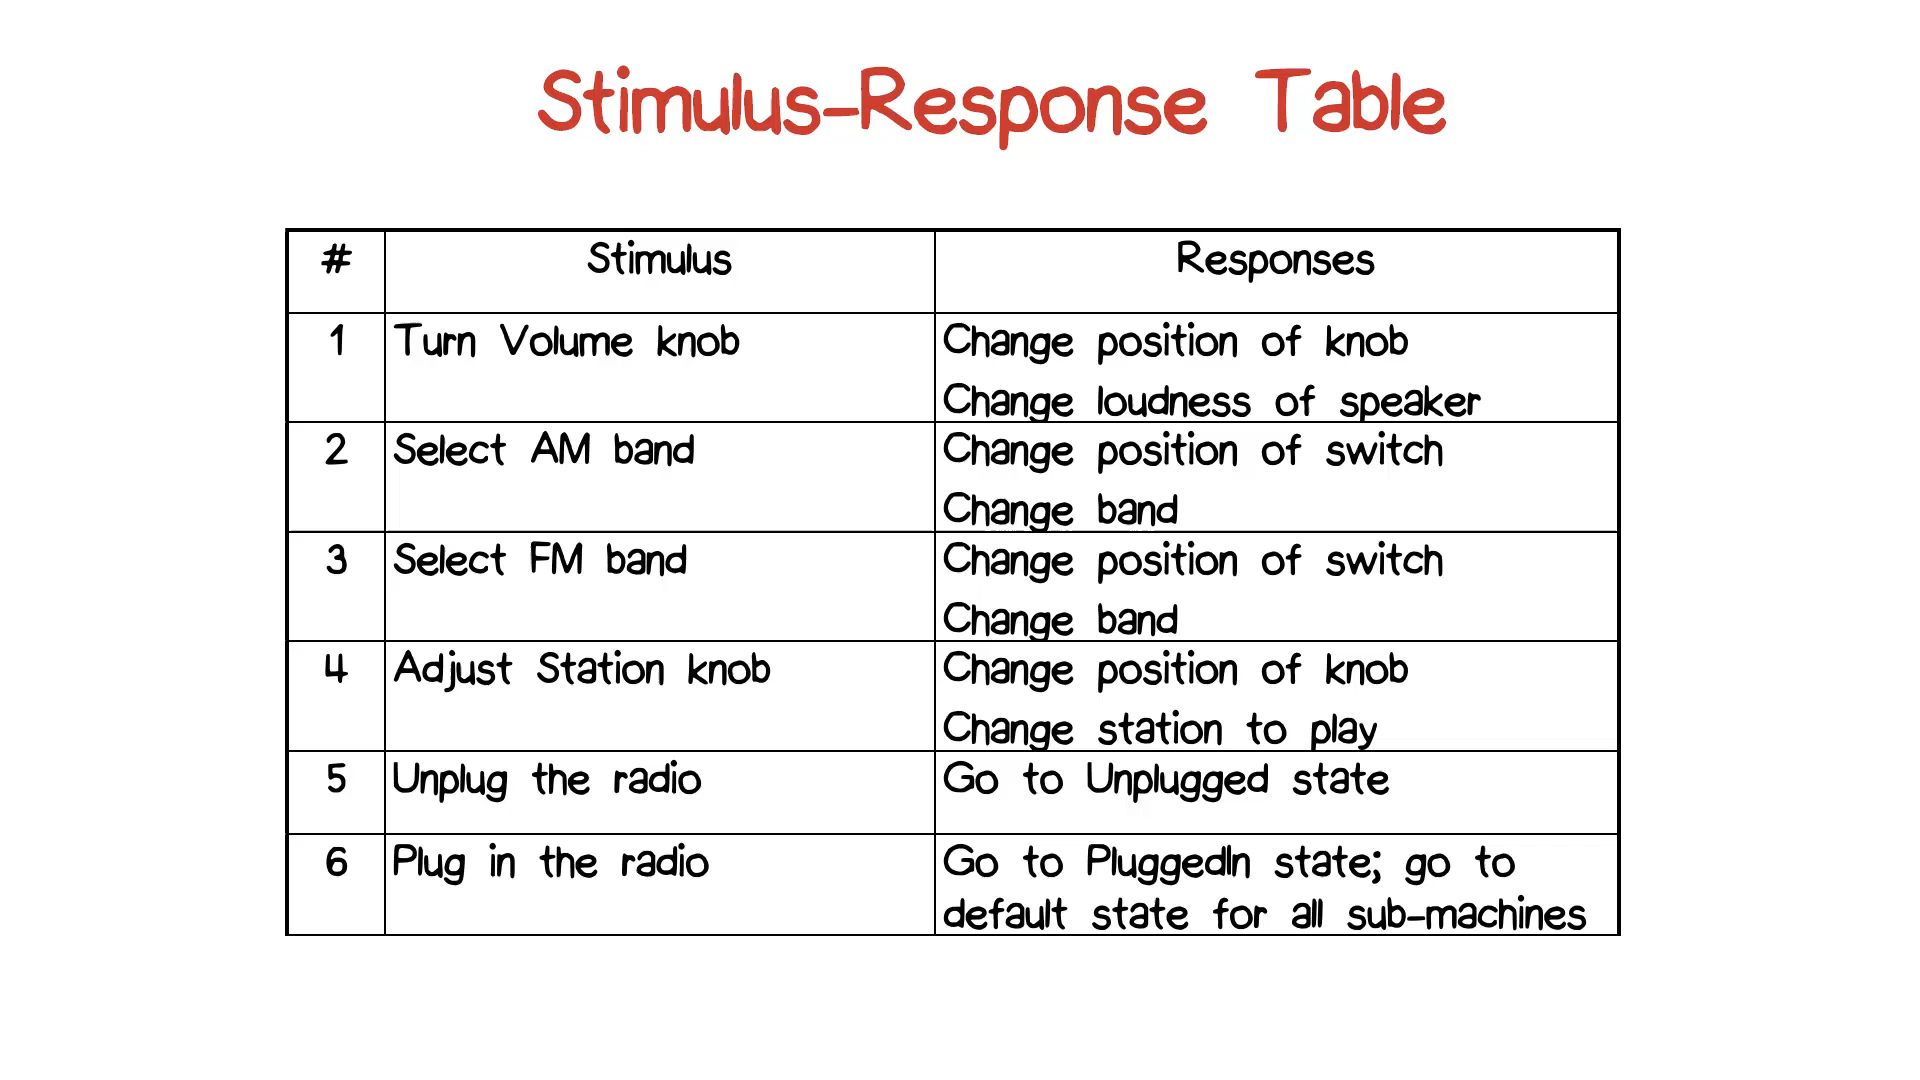 Stimulus-Response Table
# Stimulus Responses
1 Turn Volume knob Change position of knob
Change loudness of speaker
2 Select AM band Change position of switch
Change band
3 Select FM band Change position of switch
Change band
4 Adjust Station knob Change position of knob
Change station to play
5 Unplug the radio Go to Unplugged state
6 Plug in the radio Go to PluggedIn state; go to
default state for all sub-machines